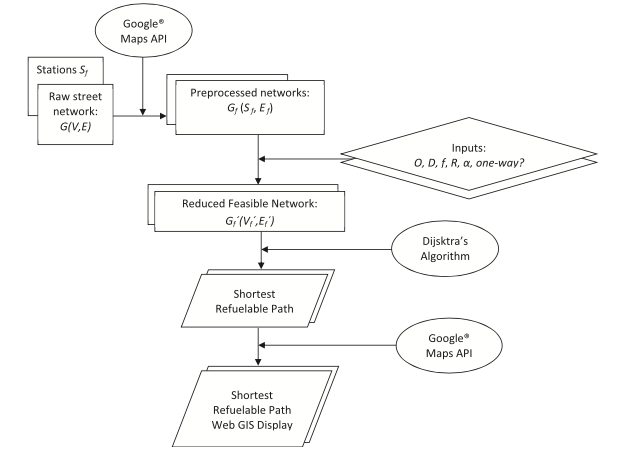 Google®
Maps API
Stations S_f
Raw street
network:
G(V,E)
Preprocessed networks:
G_f (S_f, E_f)
Inputs:
O, D, f, R, α, one-way?
Reduced Feasible Network:
G_f´(V_f´,E_f´)
Dijsktra’s
Algorithm
Shortest
Refuelable Path
Google®
Maps API
Shortest
Refuelable Path
Web GIS Display